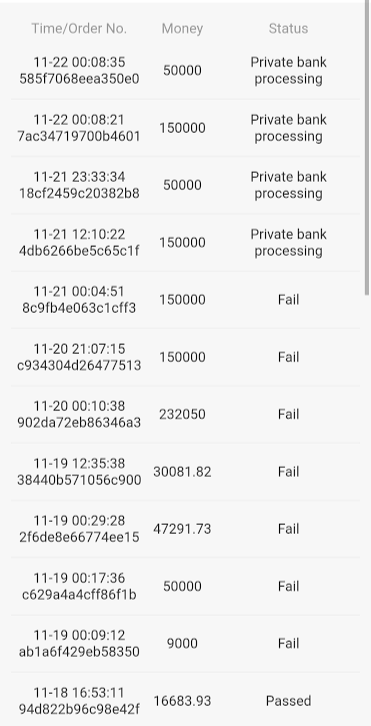 Time/Order No. Money Status
11-22 00:08:35
585f7068eea350e0
50000
Private bank
processing
11-22 00:08:21
7ac34719700b4601
150000
Private bank
processing
11-21 23:33:34
18cf2459c20382b8
50000
Private bank
processing
11-21 12:10:22
4db6266be5c65c1f
150000
Private bank
processing
11-21 00:04:51
8c9fb4e063c1cff3
150000
Fail
11-20 21:07:15
c934304d26477513
150000
Fail
11-20 00:10:38
902da72eb86346a3
232050
Fail
11-19 12:35:38
38440b571056c900
30081.82
Fail
11-19 00:29:28
2f6de8e66774ee15
47291.73
Fail
11-19 00:17:36
c629a4a4cff86f1b
50000
Fail
11-19 00:09:12
ab1a6f429eb58350
9000
Fail
11-18 16:53:11
94d822b96c98e42f
16683.93
Passed